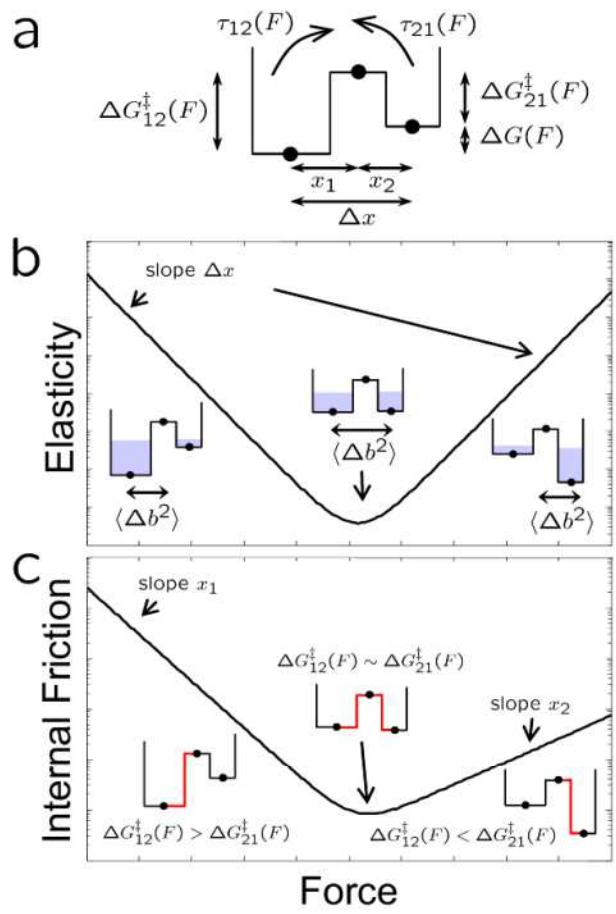 a
τ₁₂(F) τ₂₁(F)
ΔG‡₁₂(F) ΔG‡₂₁(F)
ΔG(F)
x₁ x₂
Δx
b
slope Δx
Elasticity
⟨Δb²⟩
⟨Δb²⟩ ⟨Δb²⟩
c
slope x₁
Internal Friction
ΔG‡₁₂(F) ∼ ΔG‡₂₁(F)
slope x₂
ΔG‡₁₂(F) > ΔG‡₂₁(F) ΔG‡₁₂(F) < ΔG‡₂₁(F)
Force